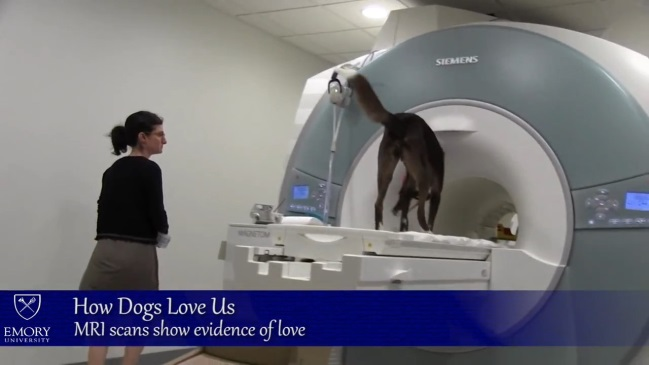 SIEMENS
MAGNETOM
How Dogs Love Us
MRI scans show evidence of love
EMORY
UNIVERSITY